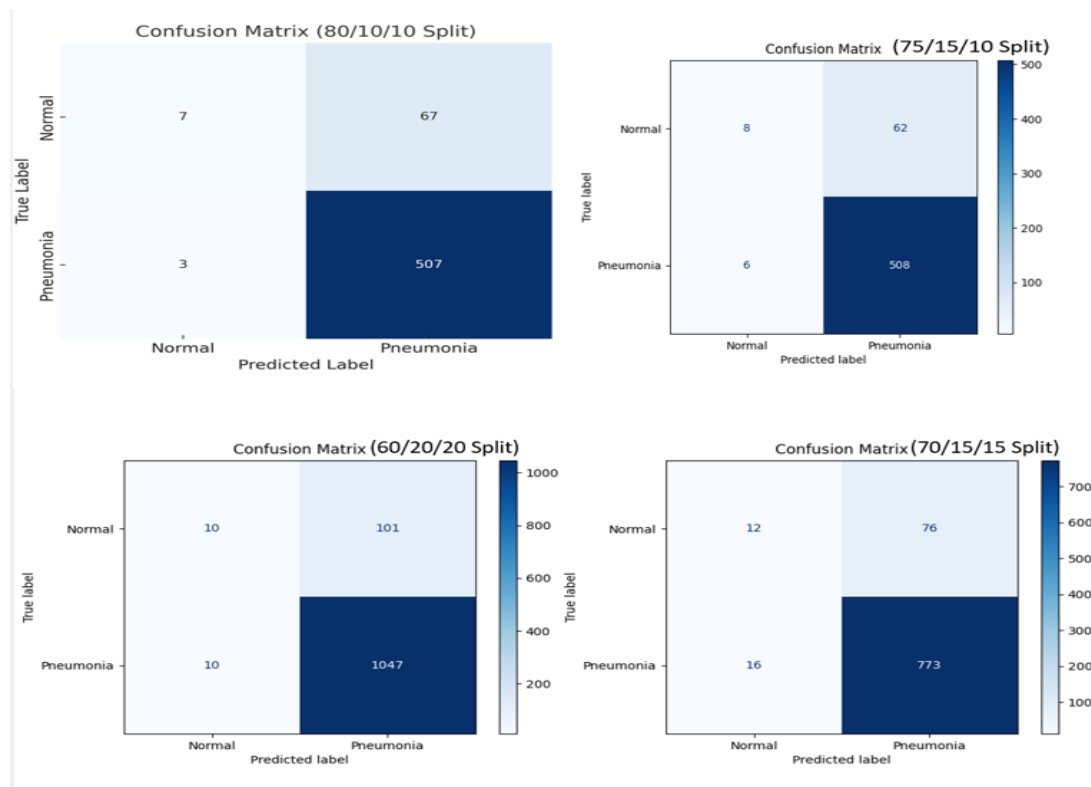 Confusion Matrix (80/10/10 Split)
True Label
Normal
7 67
Pneumonia
3 507
Normal Pneumonia
Predicted Label
Confusion Matrix (75/15/10 Split)
True label
Normal
8 62
Pneumonia
6 508
Normal Pneumonia
Predicted label
500
400
300
200
100
Confusion Matrix (60/20/20 Split)
True label
Normal
10 101
Pneumonia
10 1047
Normal Pneumonia
Predicted label
1000
800
600
400
200
Confusion Matrix (70/15/15 Split)
True label
Normal
12 76
Pneumonia
16 773
Normal Pneumonia
Predicted label
700
600
500
400
300
200
100